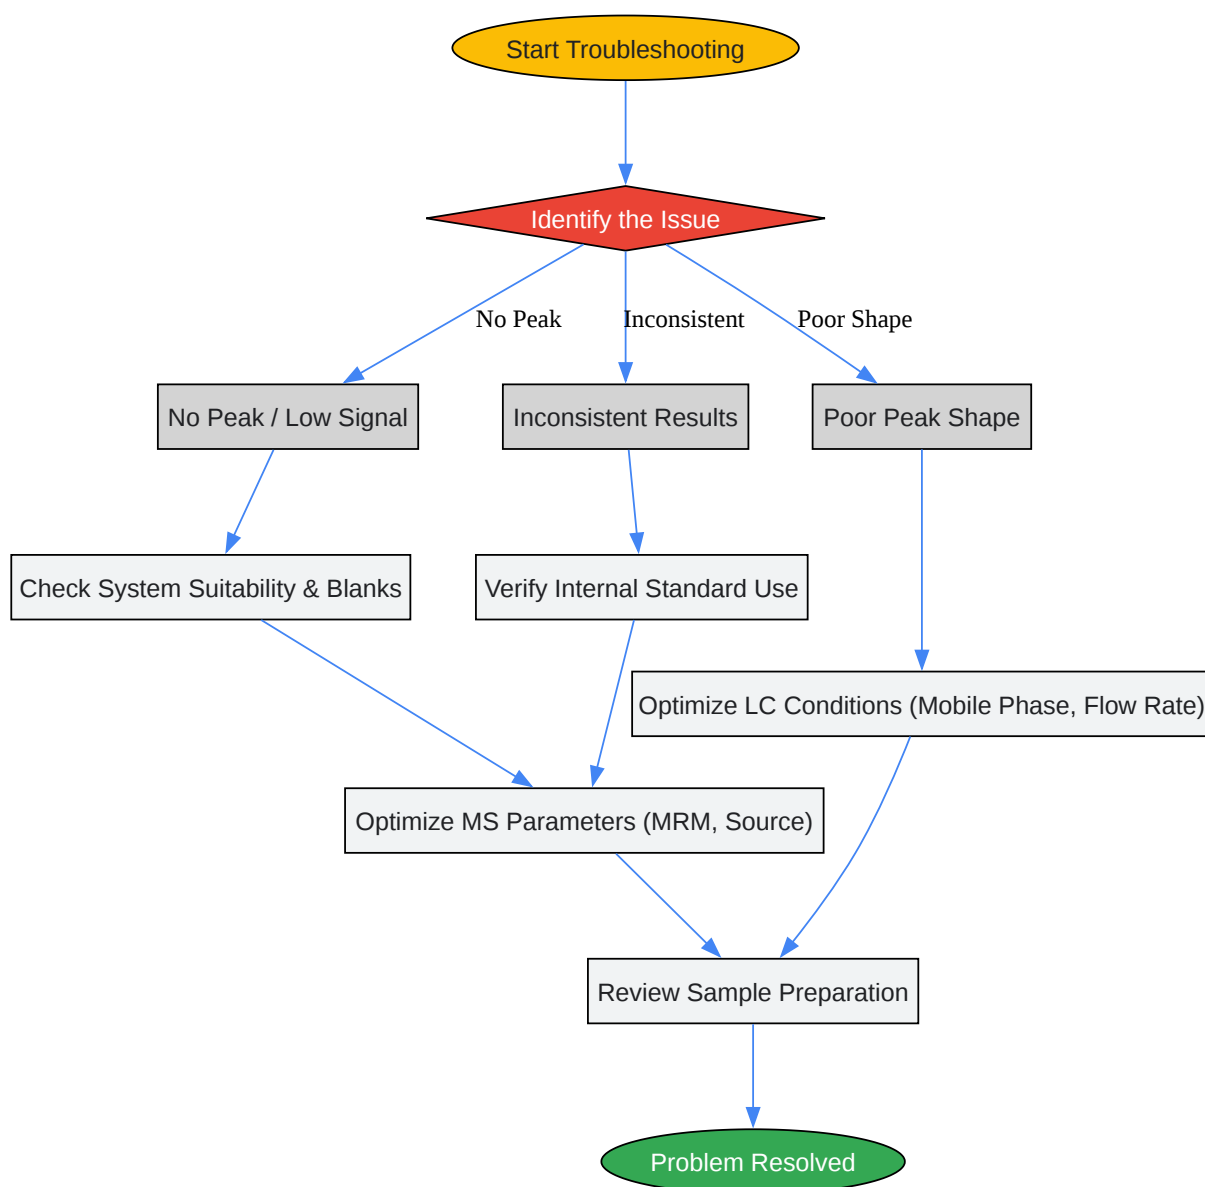 Start Troubleshooting
Identify the Issue
No Peak
Inconsistent
Poor Shape
No Peak / Low Signal
Inconsistent Results
Poor Peak Shape
Check System Suitability & Blanks
Verify Internal Standard Use
Optimize LC Conditions (Mobile Phase, Flow Rate)
Optimize MS Parameters (MRM, Source)
Review Sample Preparation
Problem Resolved